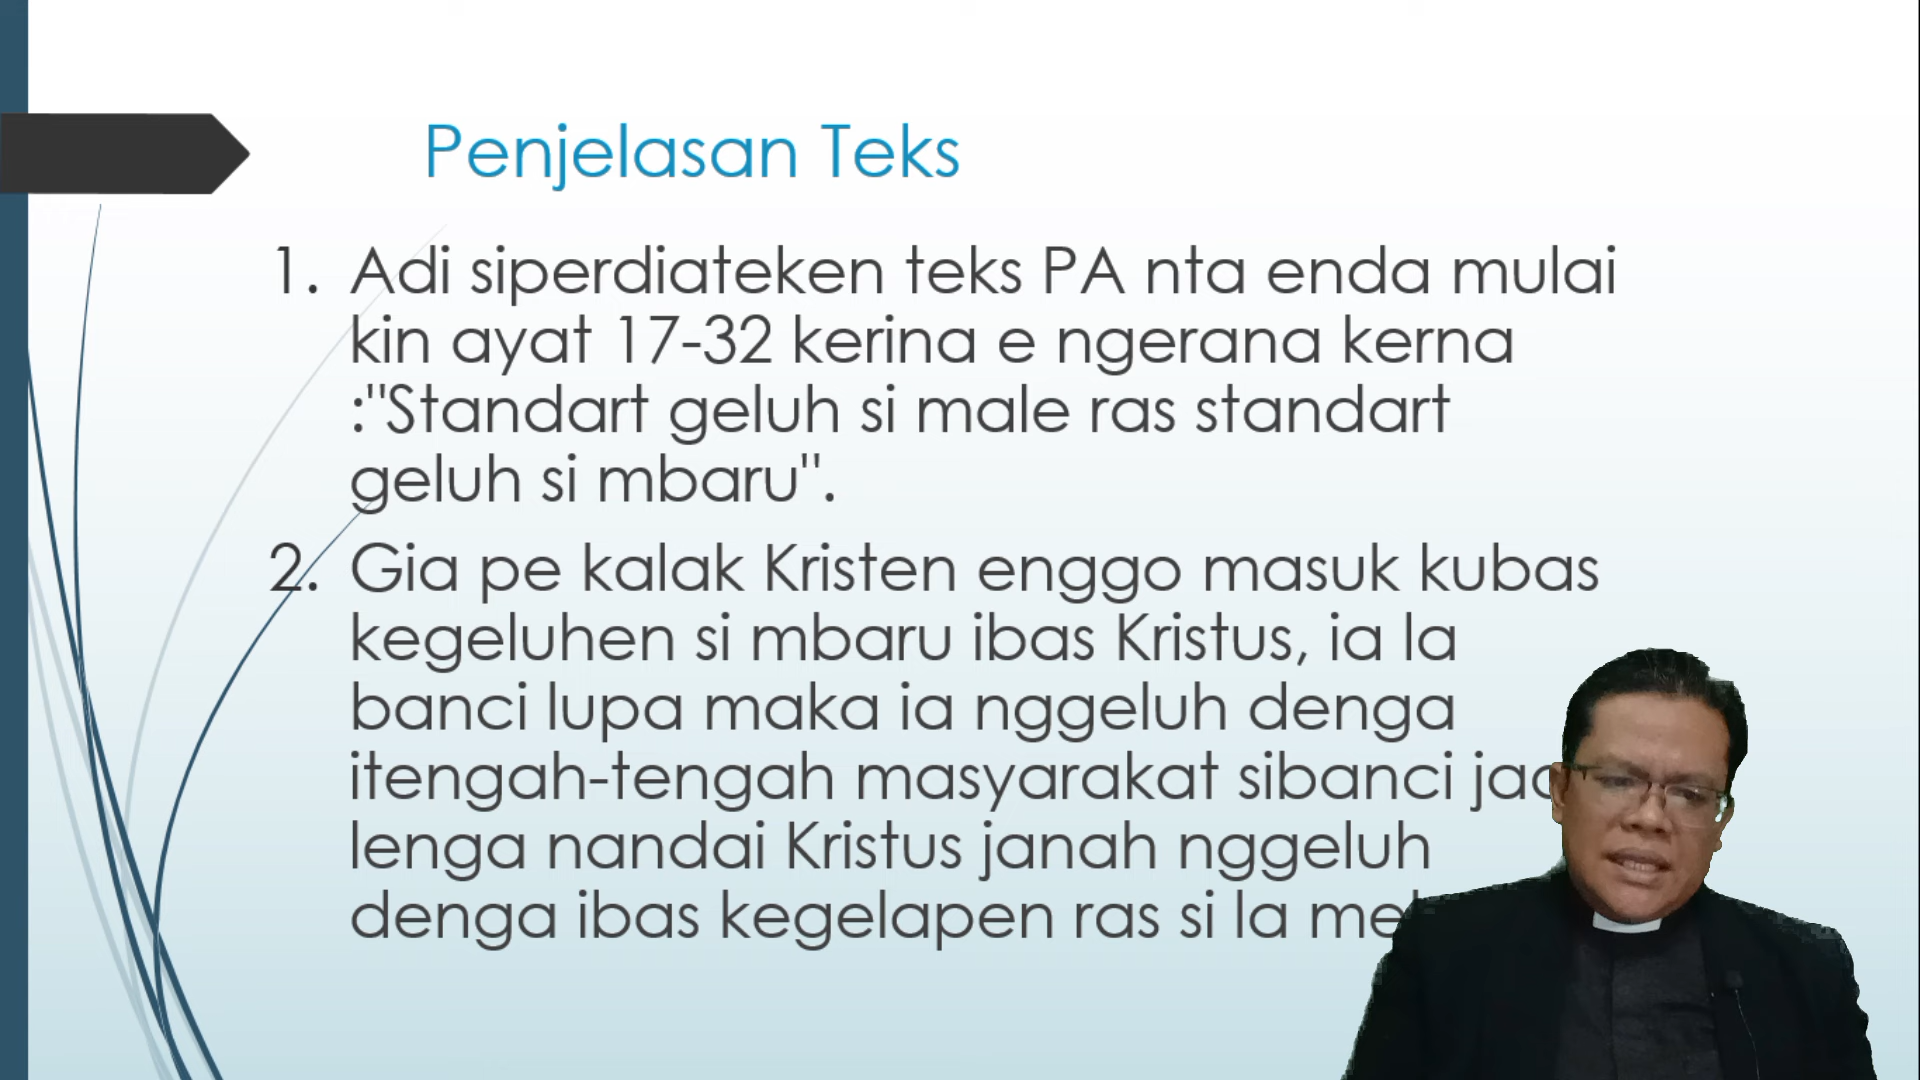 Penjelasan Teks
1. Adi siperdiateken teks PA nta enda mulai
kin ayat 17-32 kerina e ngerana kerna
:"Standart geluh si male ras standart
geluh si mbaru".
2. Gia pe kalak Kristen enggo masuk kubas
kegeluhen si mbaru ibas Kristus, ia la
banci lupa maka ia nggeluh denga
itengah-tengah masyarakat sibanci
lenga nandai Kristus janah nggeluh
denga ibas kegelapen ras si la